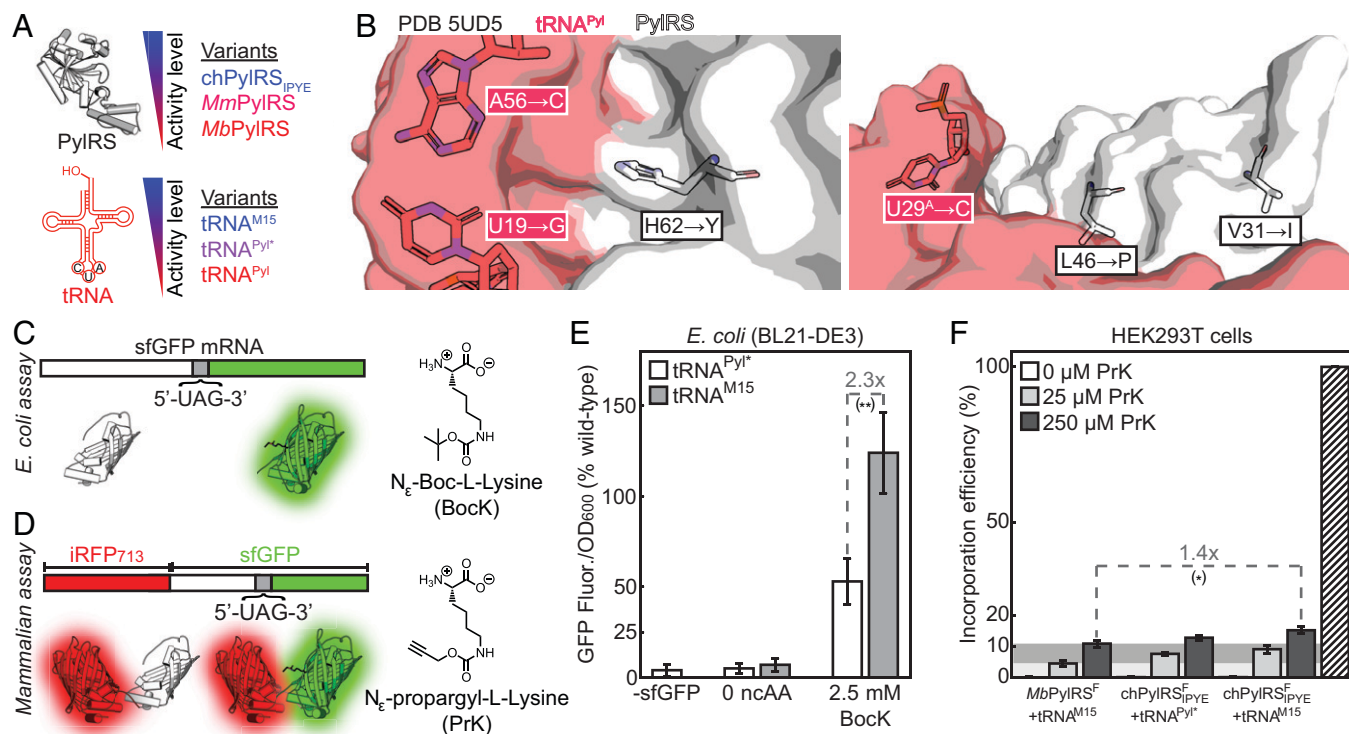 A
PylRS
Activity level
Variants
chPylRS_IPYE
MmPylRS
MbPylRS
HO
C U A
tRNA
Activity level
Variants
tRNA^M15
tRNA^Pyl*
tRNA^Pyl
B
PDB 5UD5 tRNA^Pyl PylRS
A56→C
U19→G
H62→Y
U29^A→C
L46→P
V31→I
C
E. coli assay
sfGFP mRNA
5'-UAG-3'
H3N + O O ⊖
O NH
O
Nε-Boc-L-Lysine
(BocK)
D
Mammalian assay
iRFP713 sfGFP
5'-UAG-3'
H3N + O O ⊖
O NH
O
Nε-propargyl-L-Lysine
(PrK)
E
E. coli (BL21-DE3)
tRNA^Pyl*
tRNA^M15
2.3x
(**)
GFP Fluor./OD600 (% wild-type)
150
100
75
50
25
0
-sfGFP 0 ncAA 2.5 mM
BocK
F
HEK293T cells
0 µM PrK
25 µM PrK
250 µM PrK
1.4x
(*)
Incorporation efficiency (%)
100
50
20
10
0
MbPylRS^F
+tRNA^M15
chPylRS^F_IPYE
+tRNA^Pyl*
chPylRS^F_IPYE
+tRNA^M15